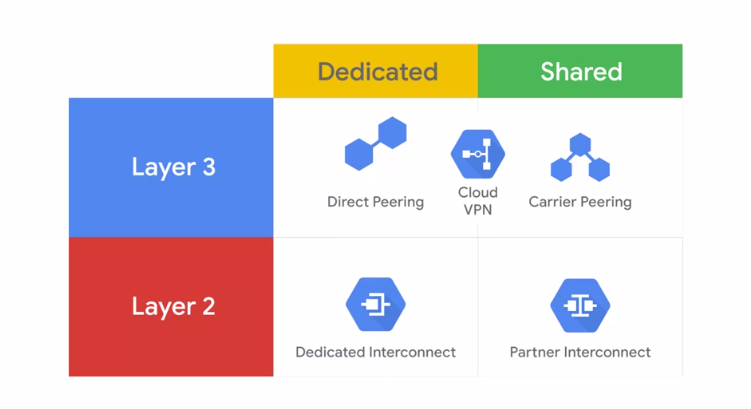 Dedicated
Shared
Layer 3
Direct Peering
Cloud
VPN
Carrier Peering
Layer 2
Dedicated Interconnect
Partner Interconnect